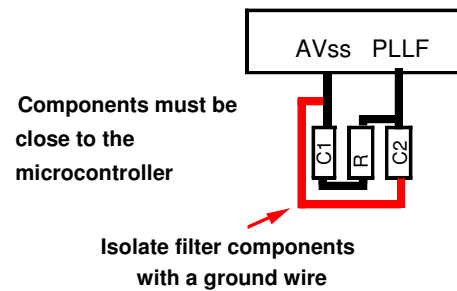 AVss PLLF
Components must be
close to the
microcontroller
C1
R
C2
Isolate filter components
with a ground wire